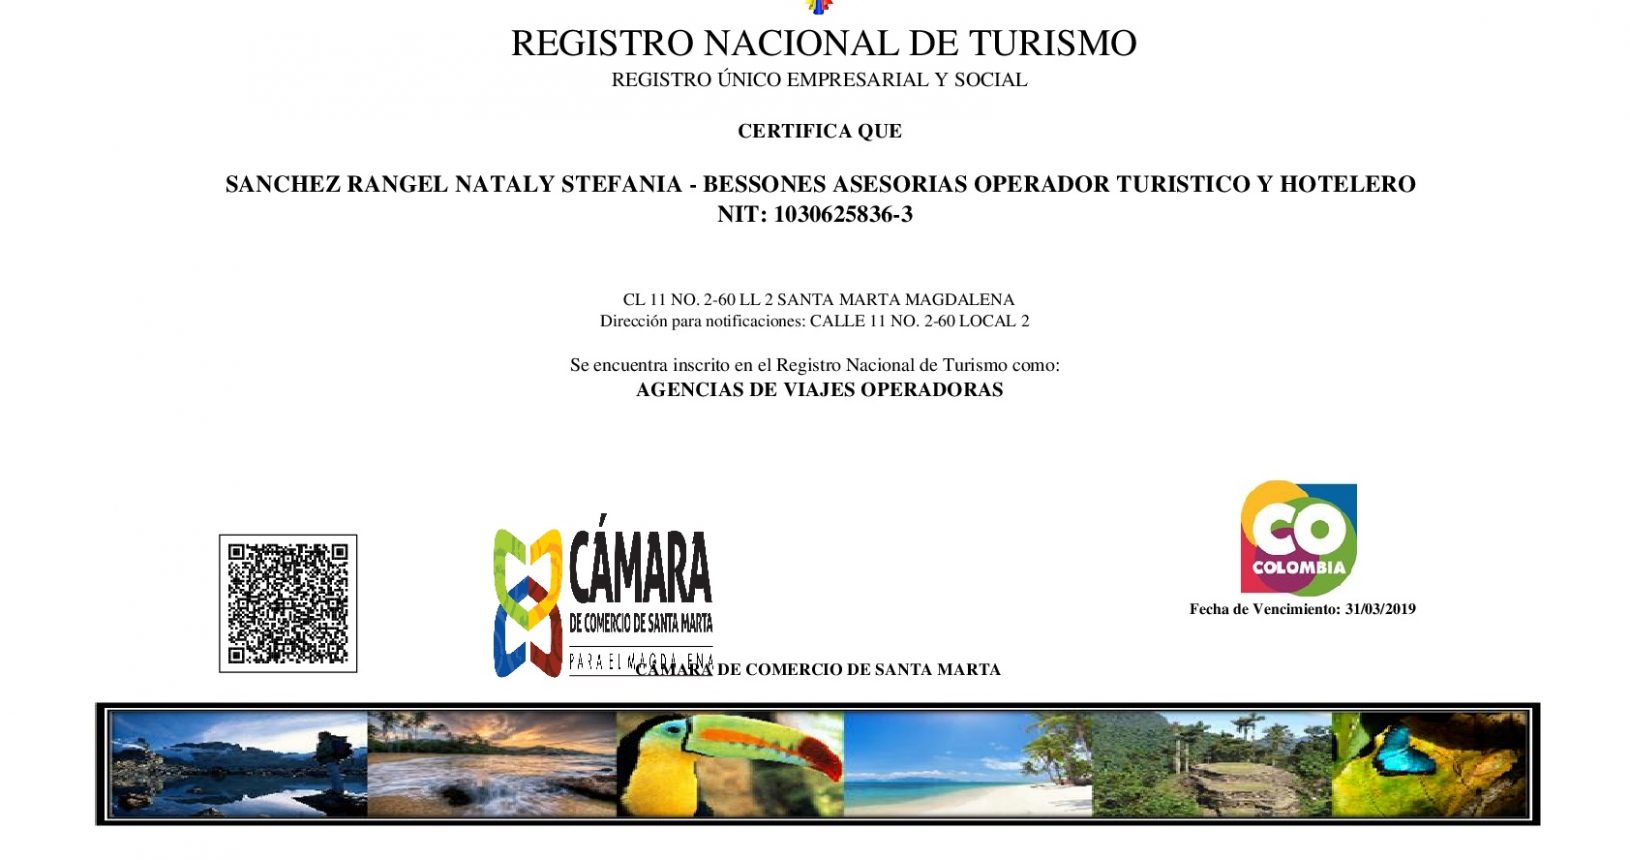 REGISTRO NACIONAL DE TURISMO
REGISTRO ÚNICO EMPRESARIAL Y SOCIAL
CERTIFICA QUE
SANCHEZ RANGEL NATALY STEFANIA - BESSONES ASESORIAS OPERADOR TURISTICO Y HOTELERO
NIT: 1030625836-3
CL 11 NO. 2-60 LL 2 SANTA MARTA MAGDALENA
Dirección para notificaciones: CALLE 11 NO. 2-60 LOCAL 2
Se encuentra inscrito en el Registro Nacional de Turismo como:
AGENCIAS DE VIAJES OPERADORAS
CÁMARA
DE COMERCIO DE SANTA MARTA
PARA EL MAGDALENA
CO
COLOMBIA
Fecha de Vencimiento: 31/03/2019
CÁMARA DE COMERCIO DE SANTA MARTA